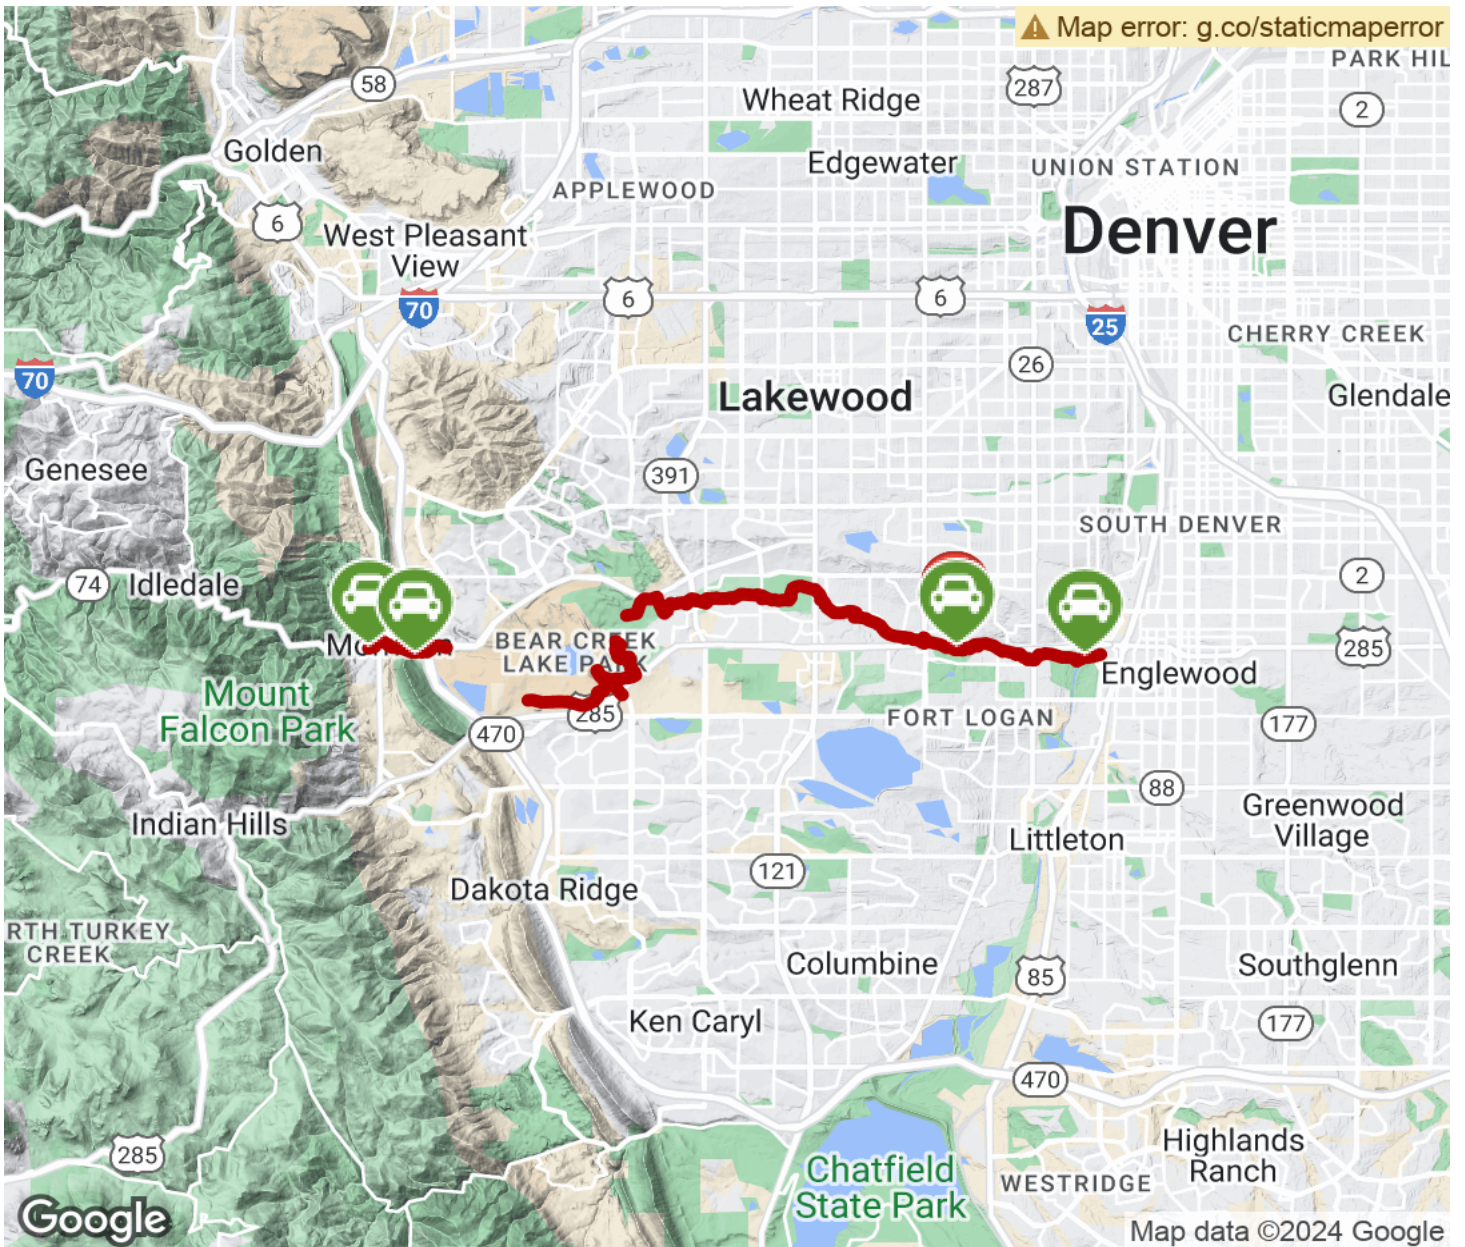 Map error: g.co/staticmaperror
PARK HIL
58
287
2
Wheat Ridge
Golden
Edgewater
UNION STATION
APPLEWOOD
6
Denver
West Pleasant
View
70
6
6
25
CHERRY CREEK
26
70
Lakewood
Glendale
Genesee
391
SOUTH DENVER
74
Idledale
2
Mo
n
BEAR CREEK
LAKE PARK
285
Englewood
Mount
Falcon Park
285
470
FORT LOGAN
177
88
Indian Hills
Greenwood
Village
Littleton
121
Dakota Ridge
RTH TURKEY
CREEK
Columbine
85
Southglenn
Ken Caryl
177
470
285
Highlands
Ranch
Chatfield
State Park
WESTRIDGE
Google
Map data ©2024 Google